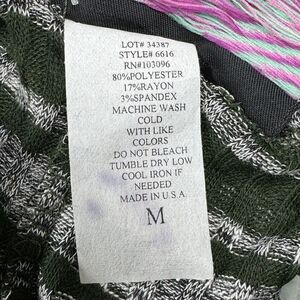 LOT# 34387
STYLE# 6616
RN#103096
80%POLYESTER
17%RAYON
3%SPANDEX
MACHINE WASH
COLD
WITH LIKE
COLORS
DO NOT BLEACH
TUMBLE DRY LOW
COOL IRON IF
NEEDED
MADE IN U.S.A.
M